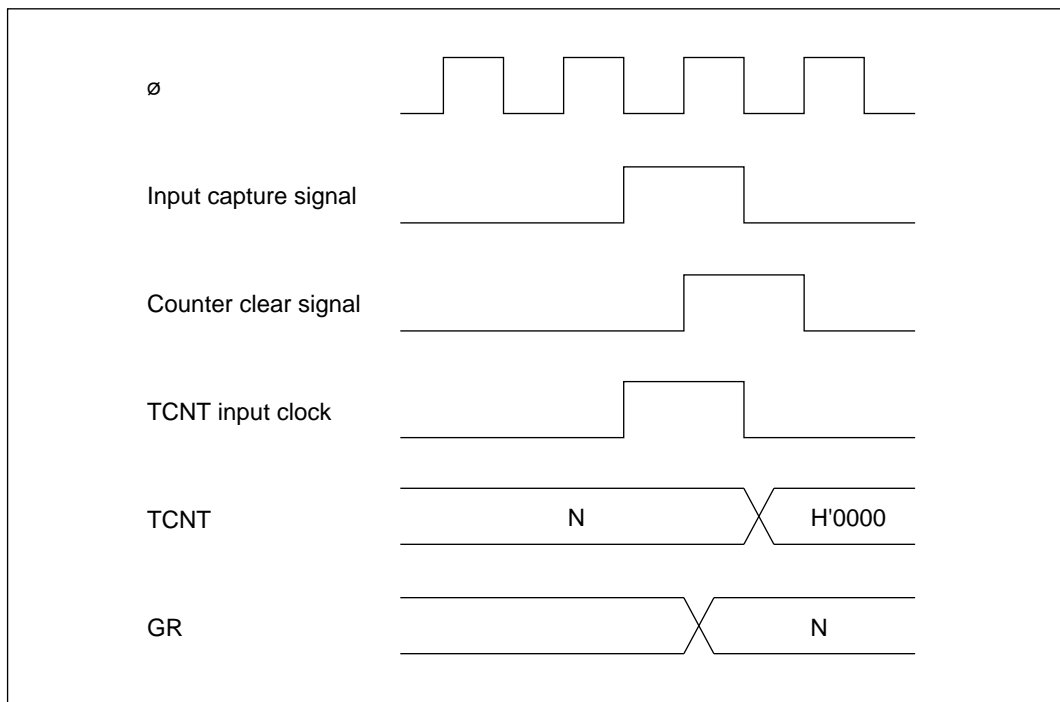 ø
Input capture signal
Counter clear signal
TCNT input clock
TCNT
N
H'0000
GR
N